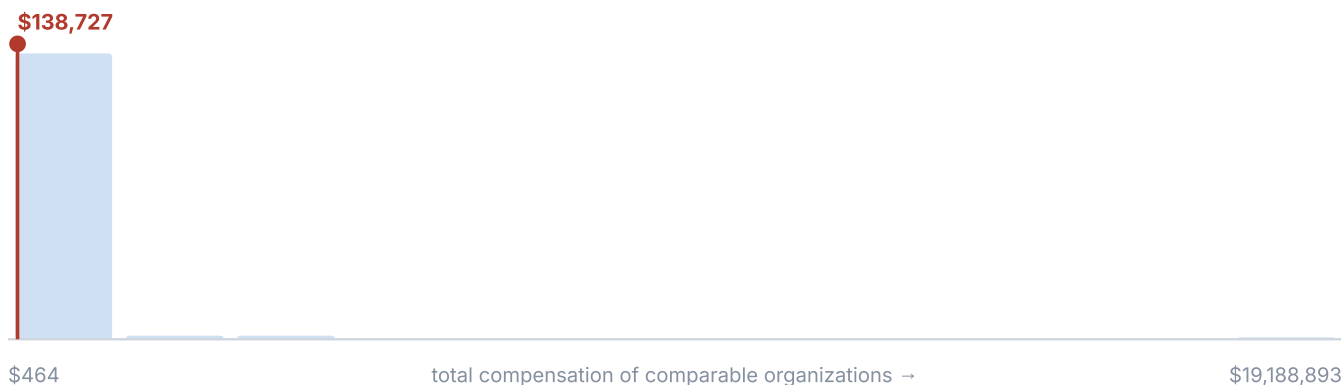 $138,727
$464 total compensation of comparable organizations → $19,188,893